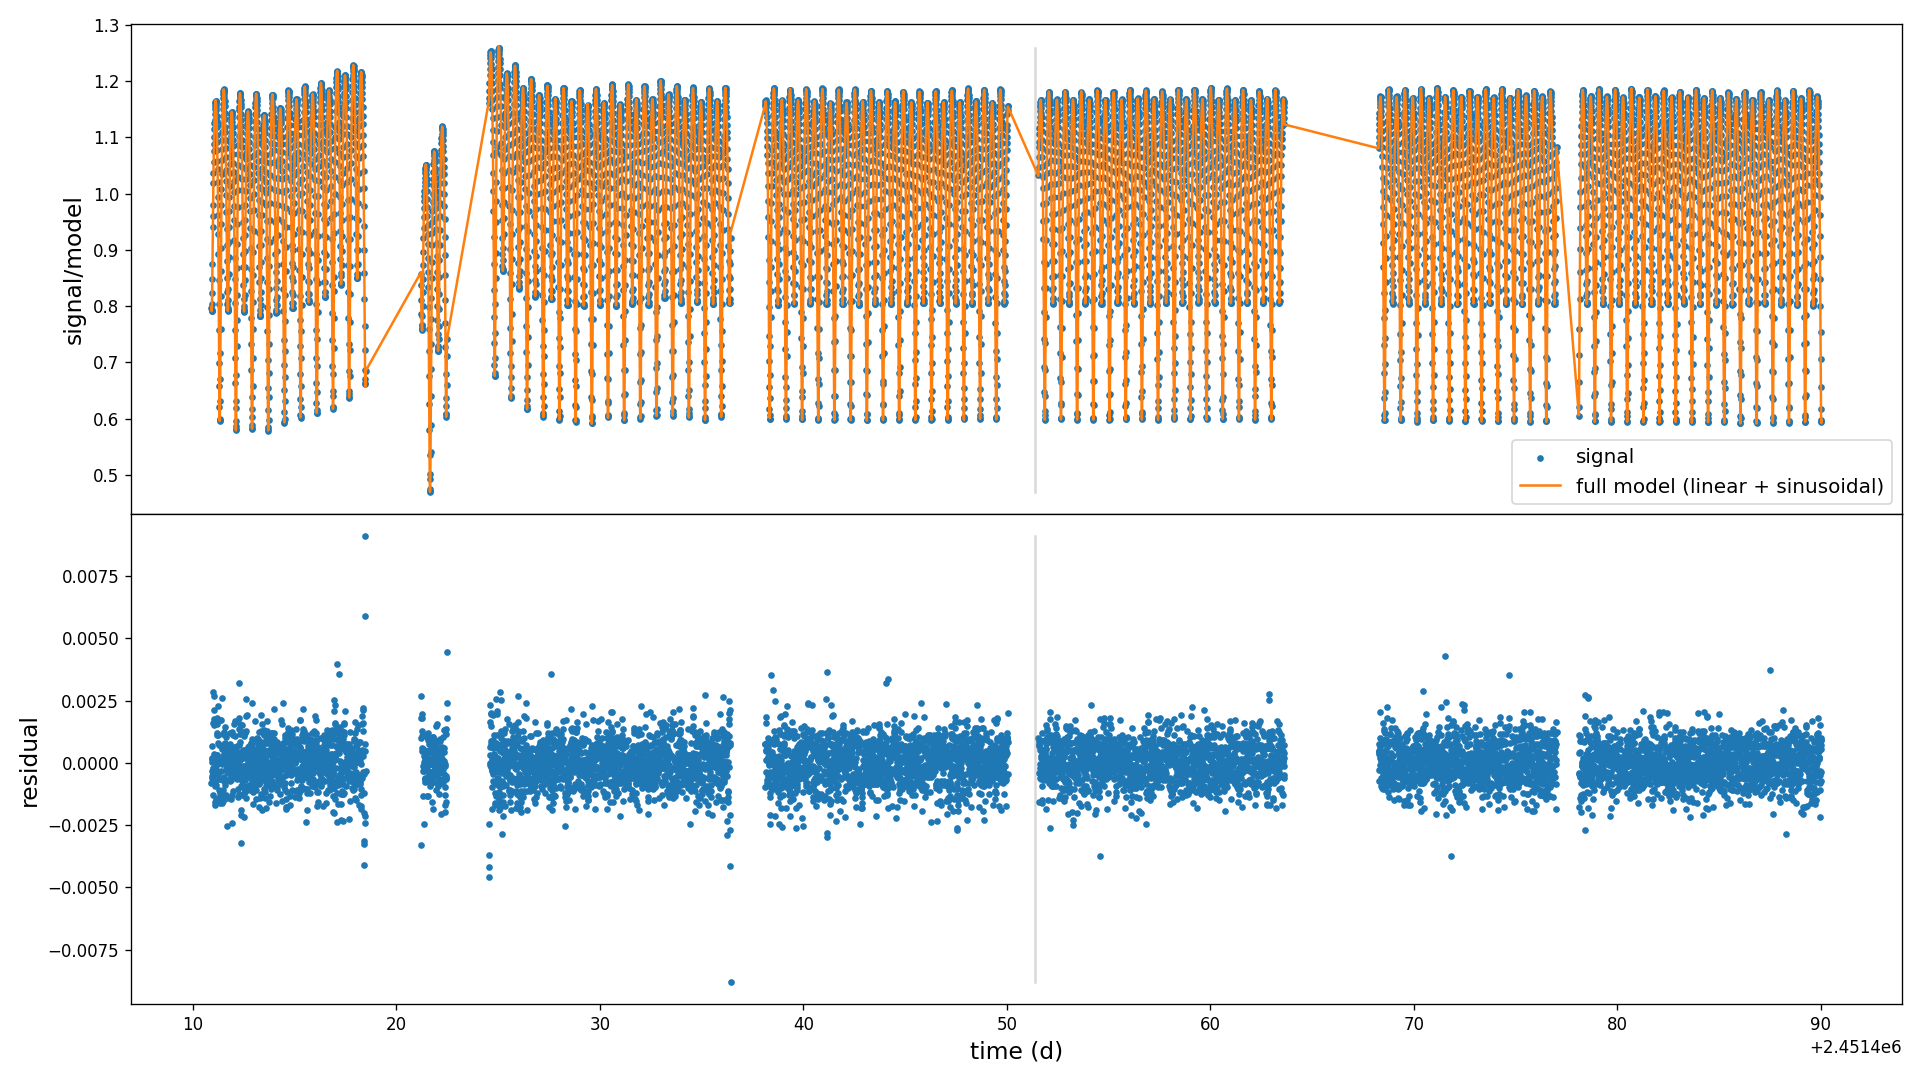 1.3
1.2
1.1
1.0
0.9
0.8
0.7
0.6
0.5
signal/model
signal
full model (linear + sinusoidal)
0.0075
0.0050
0.0025
0.0000
−0.0025
−0.0050
−0.0075
residual
10 20 30 40 50 60 70 80 90
time (d)
+2.4514e6